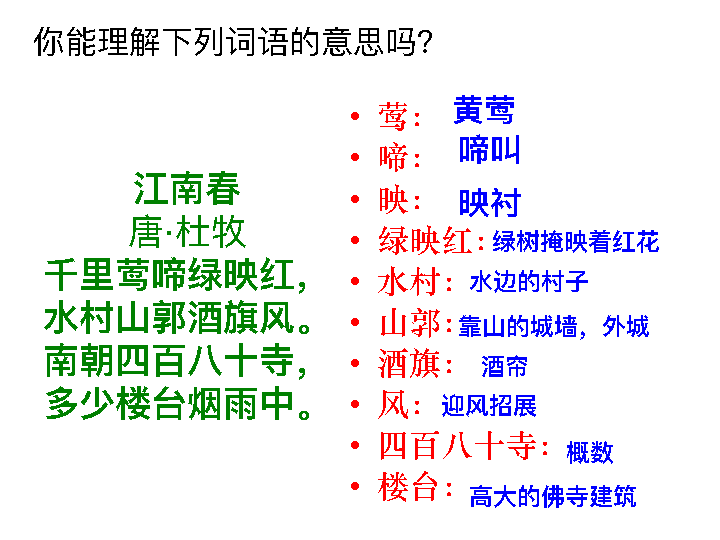 你能理解下列词语的意思吗?
江南春
唐·杜牧
千里莺啼绿映红，
水村山郭酒旗风。
南朝四百八十寺，
多少楼台烟雨中。
• 莺： 黄莺
• 啼： 啼叫
• 映： 映衬
• 绿映红：绿树掩映着红花
• 水村：水边的村子
• 山郭：靠山的城墙，外城
• 酒旗： 酒帘
• 风： 迎风招展
• 四百八十寺：概数
• 楼台：高大的佛寺建筑